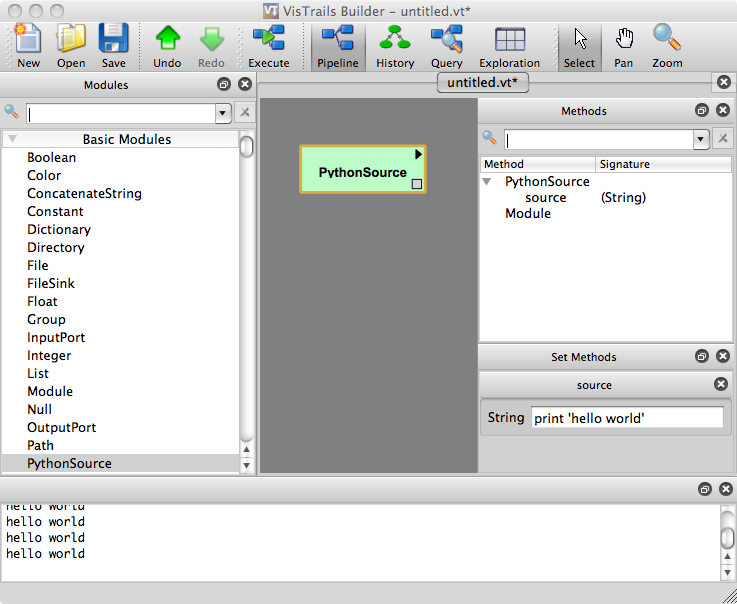 VT VisTrails Builder – untitled.vt*
New Open Save Undo Redo Execute Pipeline History Query Exploration Select Pan Zoom
Modules
untitled.vt*
Basic Modules
Boolean
Color
ConcatenateString
Constant
Dictionary
Directory
File
FileSink
Float
Group
InputPort
Integer
List
Module
Null
OutputPort
Path
PythonSource
PythonSource
Methods
Method Signature
PythonSource
source (String)
Module
Set Methods
source
String print 'hello world'
hello world
hello world
hello world
hello world